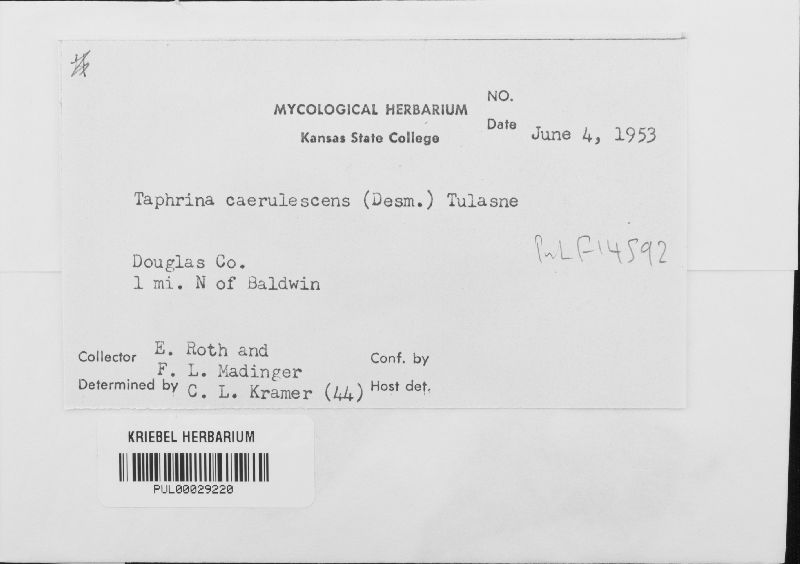 MYCOLOGICAL HERBARIUM
Kansas State College
NO.
Date June 4, 1953
Taphrina caerulescens (Desm.) Tulasne
PUL F14592
Douglas Co.
1 mi. N of Baldwin
Collector E. Roth and
F. L. Madinger
Conf. by
Determined by C. L. Kramer (44)
Host det.
KRIEBEL HERBARIUM
PUL00029220